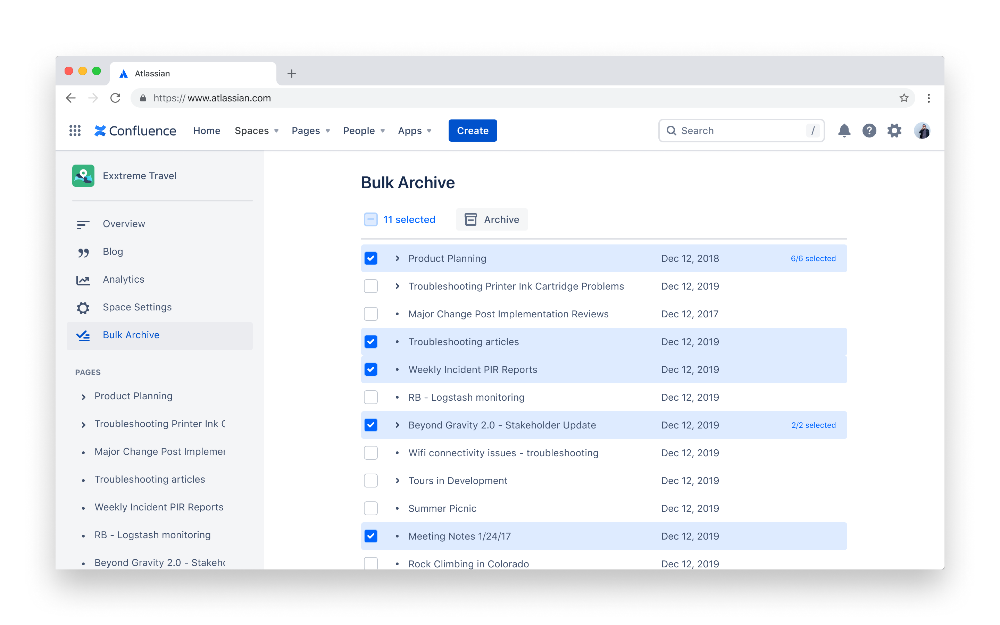 Atlassian
https://www.atlassian.com
Confluence Home Spaces Pages People Apps Create Search /
Exxtreme Travel
Overview
Blog
Analytics
Space Settings
Bulk Archive
PAGES
Product Planning
Troubleshooting Printer Ink
Major Change Post
Troubleshooting articles
Weekly Incident PIR Reports
RB - Logstash monitoring
Beyond Gravity 2.0 -
Bulk Archive
11 selected Archive
Product Planning Dec 12, 2018 6/6 selected
Troubleshooting Printer Ink Cartridge Problems Dec 12, 2019
Major Change Post Implementation Reviews Dec 12, 2017
Troubleshooting articles Dec 12, 2019
Weekly Incident PIR Reports Dec 12, 2019
RB - Logstash monitoring Dec 12, 2019
Beyond Gravity 2.0 - Stakeholder Update Dec 12, 2019 2/2 selected
Wifi connectivity issues - troubleshooting Dec 12, 2019
Tours in Development Dec 12, 2019
Summer Picnic Dec 12, 2019
Meeting Notes 1/24/17 Dec 12, 2019
Rock Climbing in Colorado Dec 12, 2019